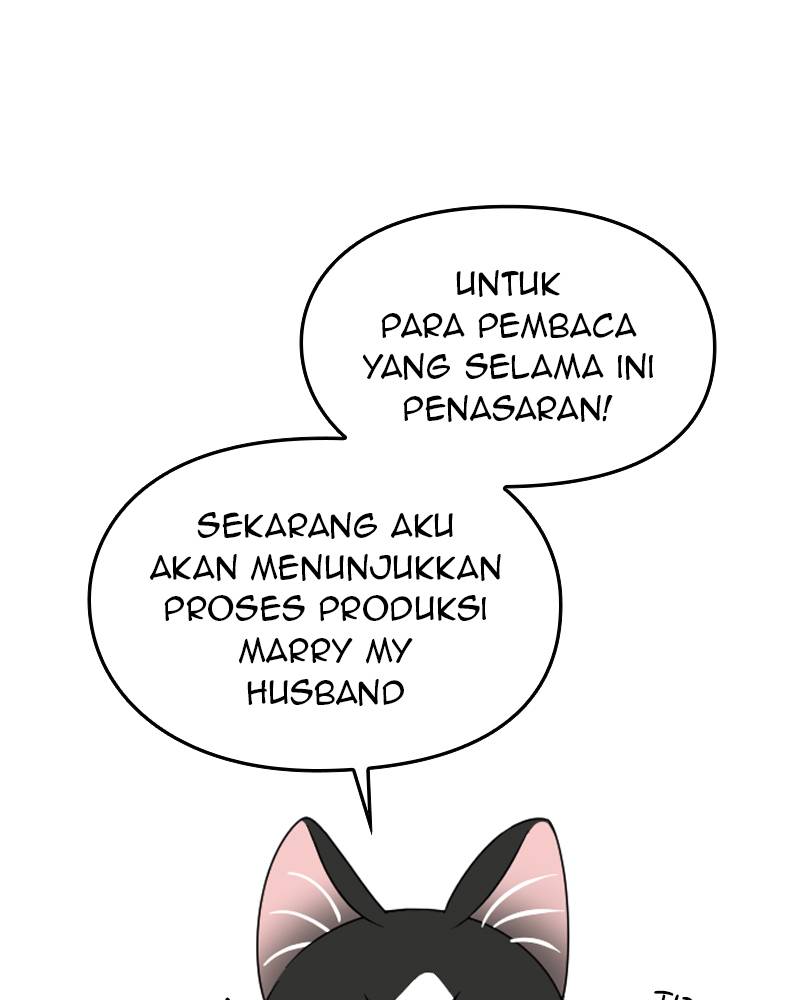 UNTUK
PARA PEMBACA
YANG SELAMA INI
PENASARAN!
SEKARANG AKU
AKAN MENUNJUKKAN
PROSES PRODUKSI
MARRY MY
HUSBAND